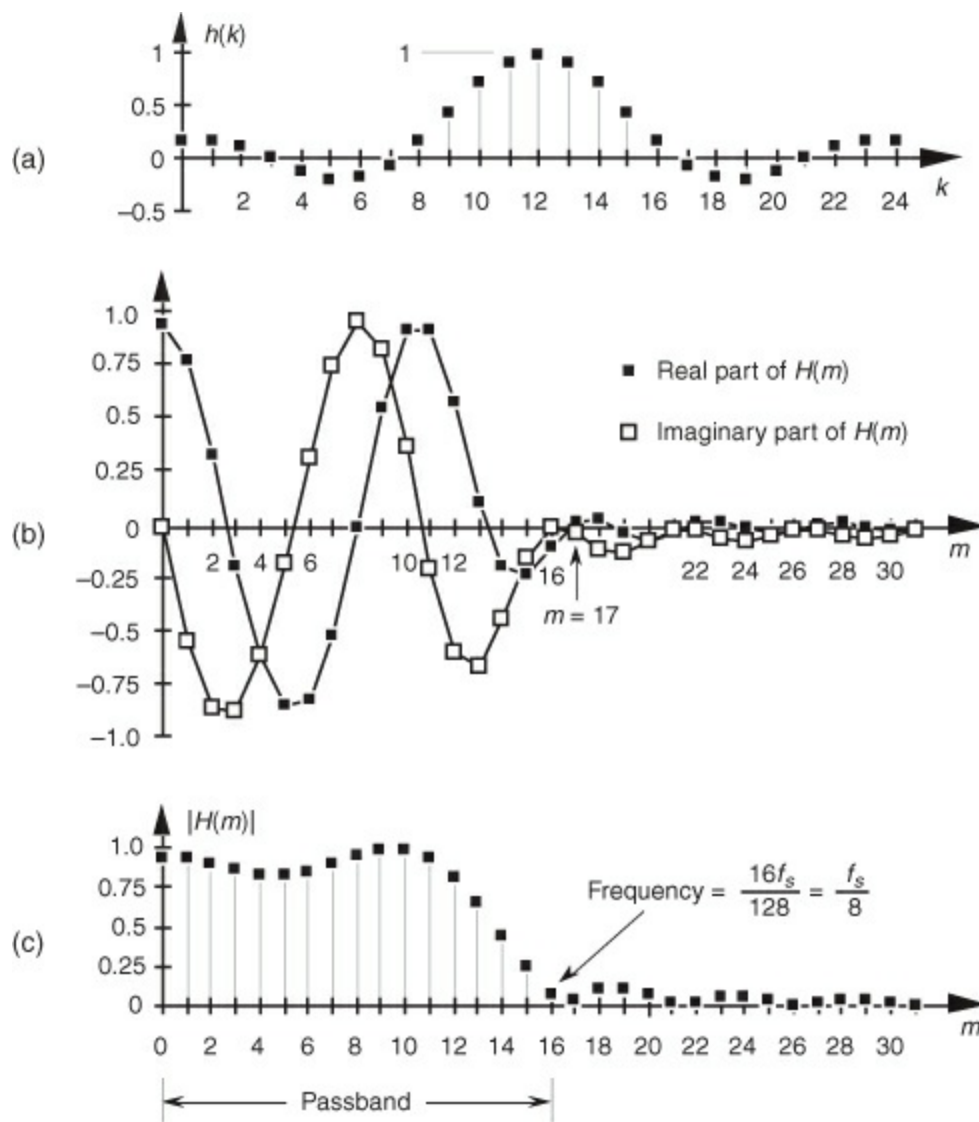 h(k)
1
1
0.5
(a)
0
–0.5
2 4 6 8 10 12 14 16 18 20 22 24
k
1.0
0.75
Real part of H(m)
0.5
Imaginary part of H(m)
0.25
(b)
0
m
2 4 6 10 12 16 22 24 26 28 30
–0.25
m = 17
–0.5
–0.75
–1.0
|H(m)|
1.0
Frequency = 16fs/128 = fs/8
0.75
0.5
(c)
0.25
0
m
0 2 4 6 8 10 12 14 16 18 20 22 24 26 28 30
Passband